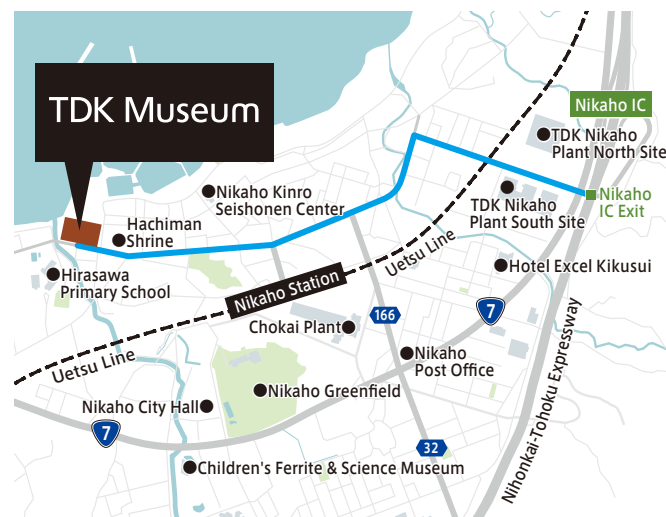 TDK Museum
Nikaho IC
TDK Nikaho
Plant North Site
Nikaho Kinro
Seishonen Center
TDK Nikaho
Plant South Site
Nikaho
IC Exit
Hachiman
Shrine
Uetsu Line
Hotel Excel Kikusui
Hirasawa
Primary School
Nikaho Station
7
166
Chokai Plant
Nikaho
Post Office
Uetsu Line
Nihonkai-Tohoku Expressway
Nikaho Greenfield
Nikaho City Hall
7
32
Children's Ferrite & Science Museum